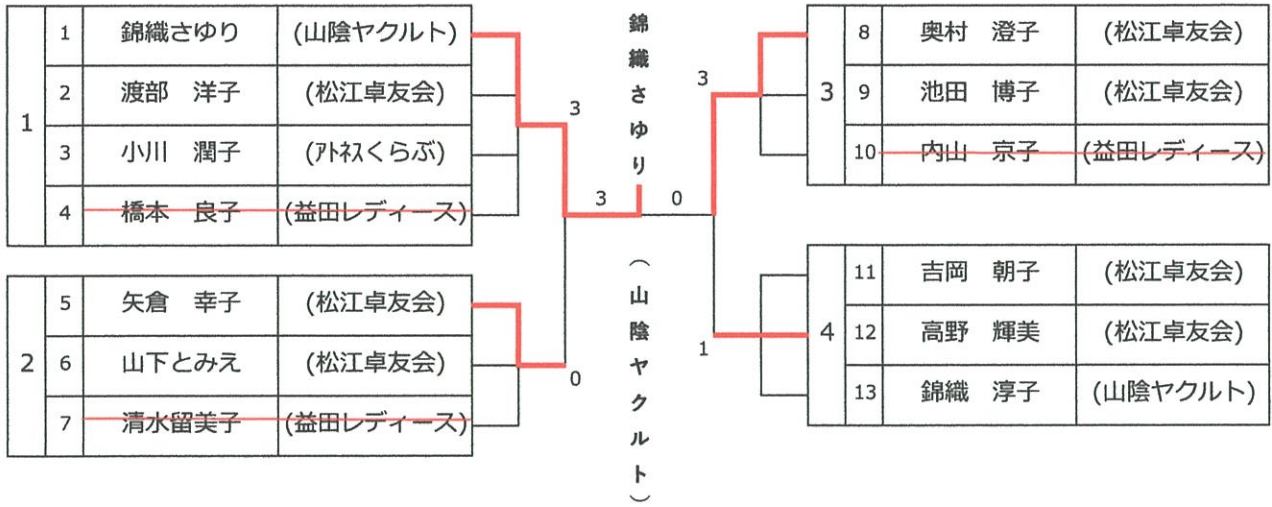 1
1 錦織さゆり (山陰ヤクルト)
2 渡部 洋子 (松江卓友会)
3 小川 潤子 (ｱﾄﾈｽくらぶ)
4 橋本 良子 (益田レディース)
2
5 矢倉 幸子 (松江卓友会)
6 山下とみえ (松江卓友会)
7 清水留美子 (益田レディース)
3
0
3
錦織さゆり (山陰ヤクルト)
0
3
1
3
8 奥村 澄子 (松江卓友会)
9 池田 博子 (松江卓友会)
10 内山 京子 (益田レディース)
4
11 吉岡 朝子 (松江卓友会)
12 高野 輝美 (松江卓友会)
13 錦織 淳子 (山陰ヤクルト)